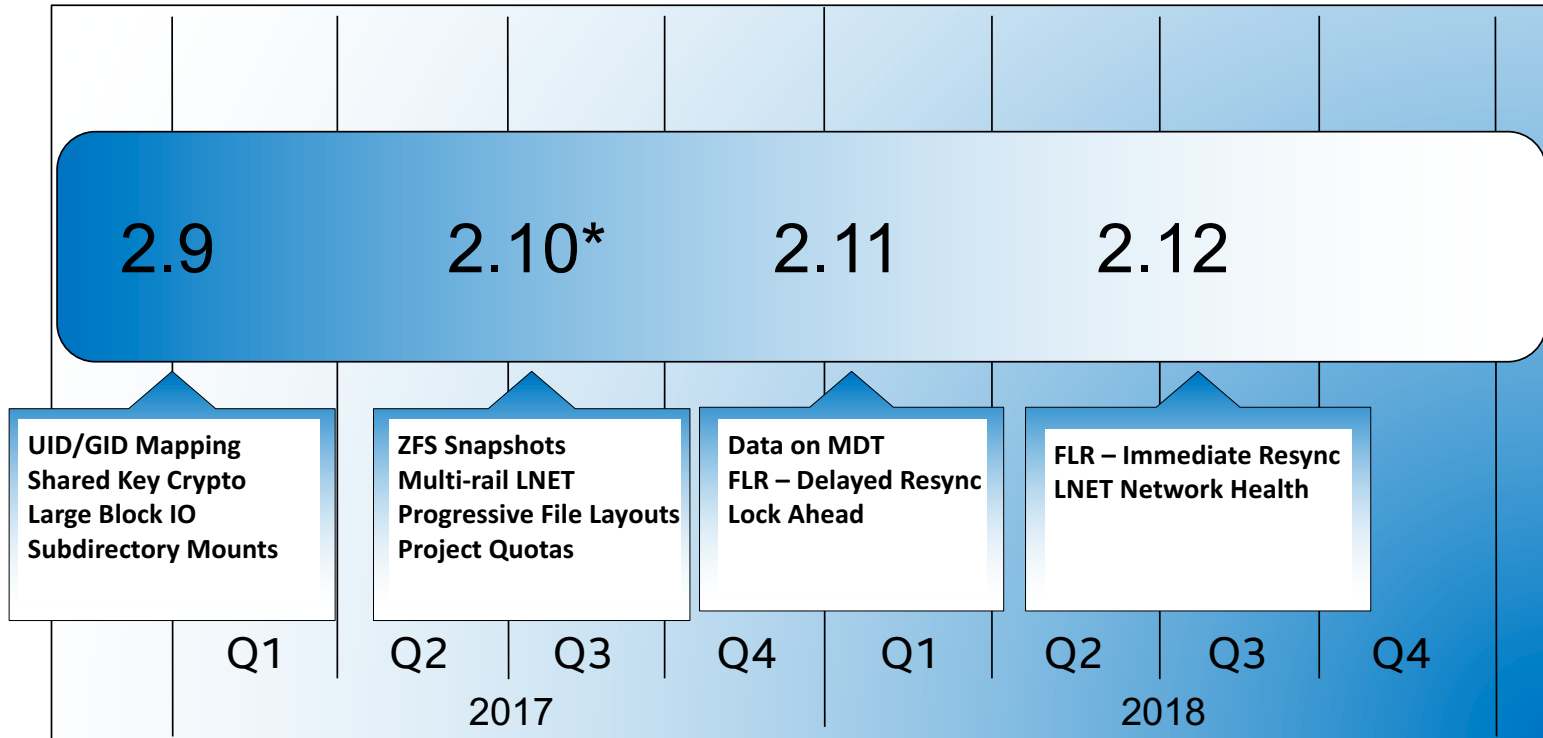 2.9
2.10*
2.11
2.12
UID/GID Mapping
Shared Key Crypto
Large Block IO
Subdirectory Mounts
ZFS Snapshots
Multi-rail LNET
Progressive File Layouts
Project Quotas
Data on MDT
FLR – Delayed Resync
Lock Ahead
FLR – Immediate Resync
LNET Network Health
Q1
Q2
Q3
Q4
Q1
Q2
Q3
Q4
2017
2018